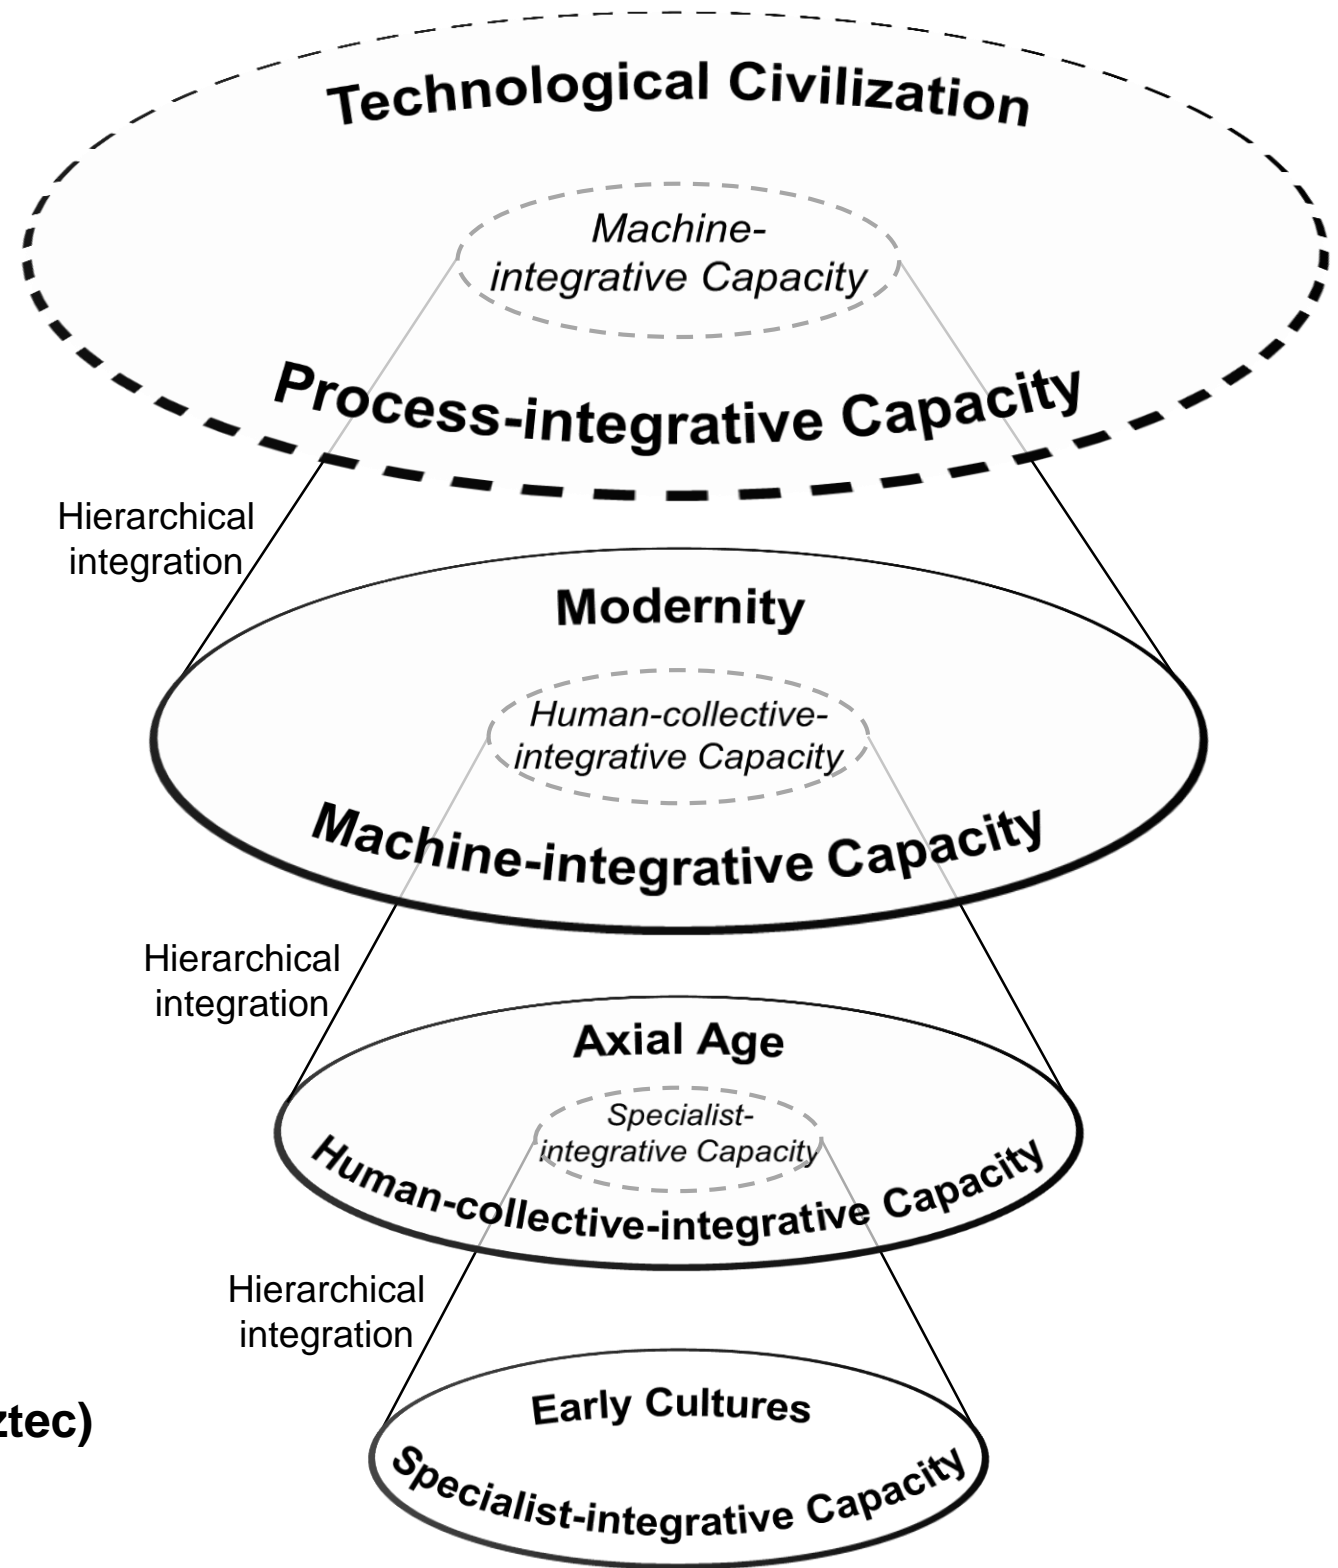 Technological Civilization
Machine-
integrative Capacity
Process-integrative Capacity
Hierarchical
integration
Modernity
Human-collective-
integrative Capacity
Machine-integrative Capacity
Hierarchical
integration
Axial Age
Specialist-
integrative Capacity
Human-collective-integrative Capacity
Hierarchical
integration
Early Cultures
ztec)
Specialist-integrative Capacity